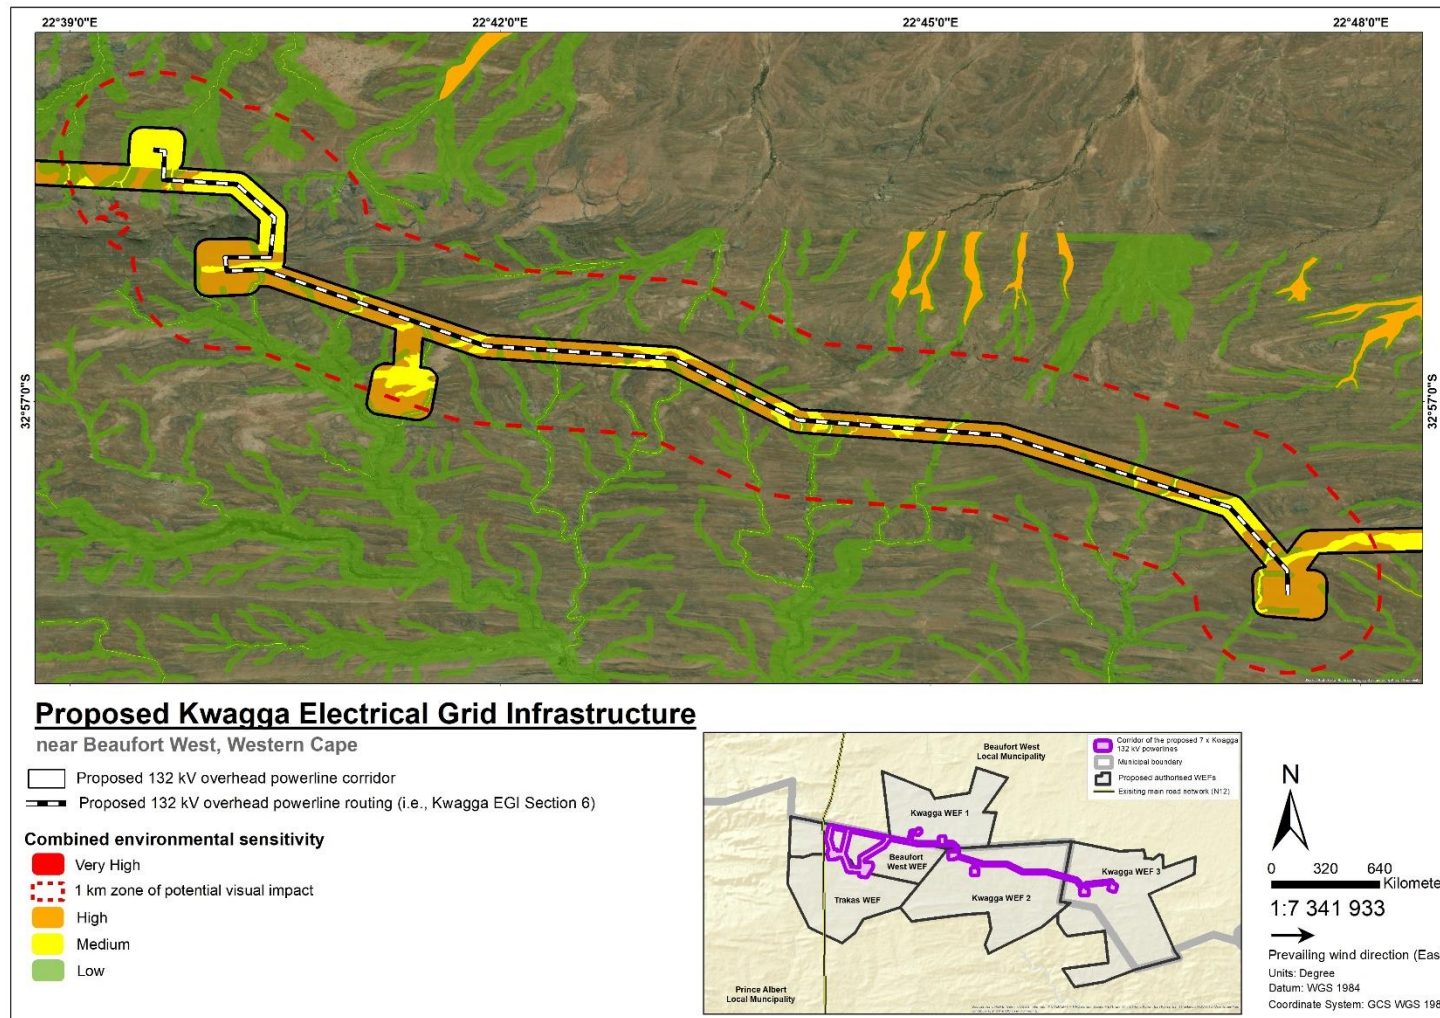 22°39'0"E
22°42'0"E
22°45'0"E
22°48'0"E
32°57'0"S
32°57'0"S
Proposed Kwagga Electrical Grid Infrastructure
near Beaufort West, Western Cape
Proposed 132 kV overhead powerline corridor
Proposed 132 kV overhead powerline routing (i.e., Kwagga EGI Section 6)
Combined environmental sensitivity
Very High
1 km zone of potential visual impact
High
Medium
Low
Beaufort West
Local Muncipality
Corridor of the proposed 7 x Kwagga
132 kV powerlines
Municipal boundary
Proposed authorised WEFs
Exisiting main road network (N12)
Kwagga WEF 1
Beaufort
West WEF
Kwagga WEF 3
Trakas WEF
Kwagga WEF 2
Prince Albert
Local Muncipality
N
0 320 640
Kilomete
1:7 341 933
Prevailing wind direction (Eas
Units: Degree
Datum: WGS 1984
Coordinate System: GCS WGS 198